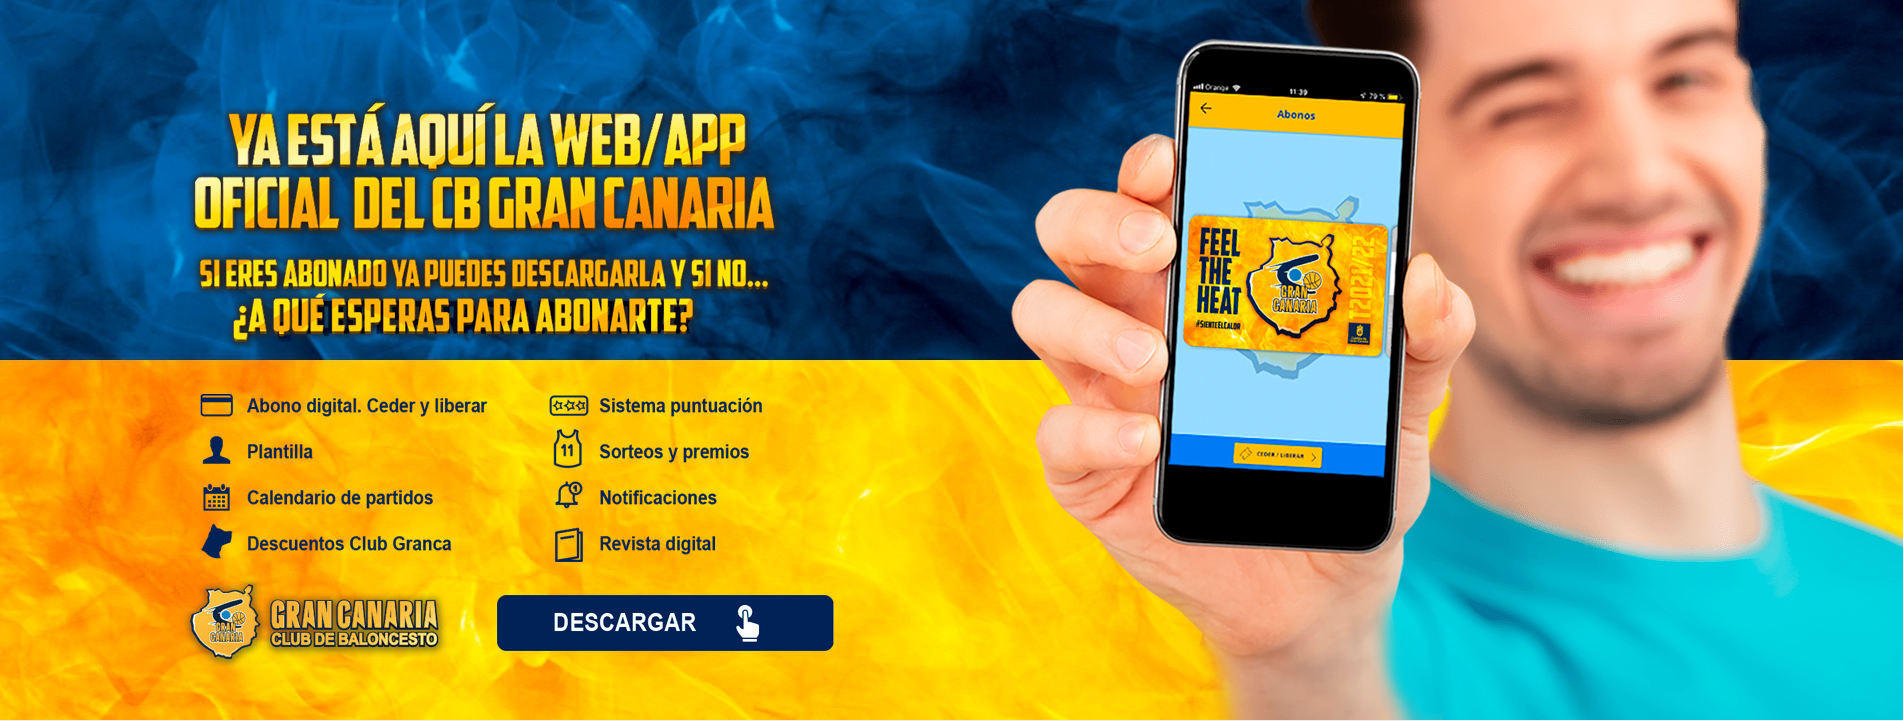 YA ESTÁ AQUÍ LA WEB/APP
OFICIAL DEL CB GRAN CANARIA
SI ERES ABONADO YA PUEDES DESCARGARLA Y SI NO...
¿A QUÉ ESPERAS PARA ABONARTE?
Abono digital. Ceder y liberar
Plantilla
Calendario de partidos
Descuentos Club Granca
Sistema puntuación
11
Sorteos y premios
1
Notificaciones
Revista digital
GRAN
CANARIA
GRAN CANARIA
CLUB DE BALONCESTO
DESCARGAR
Orange
11:39
79 %
Abonos
FEEL
THE
HEAT
#SIENTEELCALOR
GRAN
CANARIA
T2021/22
CEDER / LIBERAR